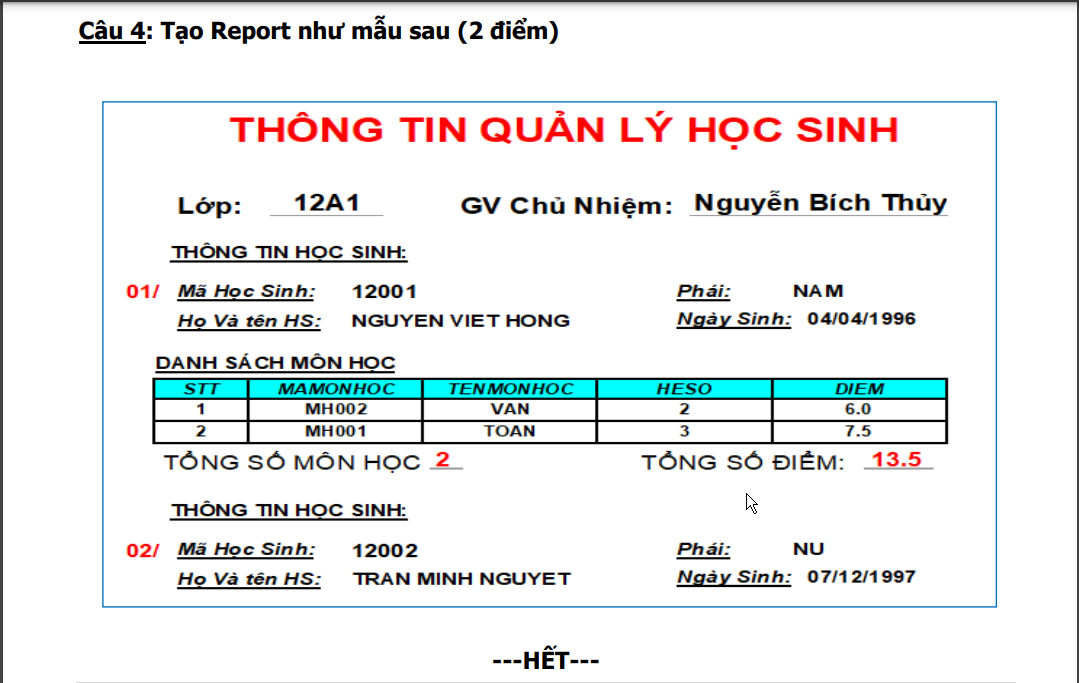 Câu 4: Tạo Report như mẫu sau (2 điểm)
THÔNG TIN QUẢN LÝ HỌC SINH
Lớp: 12A1 GV Chủ Nhiệm: Nguyễn Bích Thủy
THÔNG TIN HỌC SINH:
01/ Mã Học Sinh: 12001 Phái: NAM
Họ Và tên HS: NGUYEN VIET HONG Ngày Sinh: 04/04/1996
DANH SÁCH MÔN HỌC
STT MAMONHOC TENMONHOC HESO DIEM
1 MH002 VAN 2 6.0
2 MH001 TOAN 3 7.5
TỔNG SỐ MÔN HỌC 2 TỔNG SỐ ĐIỂM: 13.5
THÔNG TIN HỌC SINH:
02/ Mã Học Sinh: 12002 Phái: NU
Họ Và tên HS: TRAN MINH NGUYET Ngày Sinh: 07/12/1997
---HẾT---